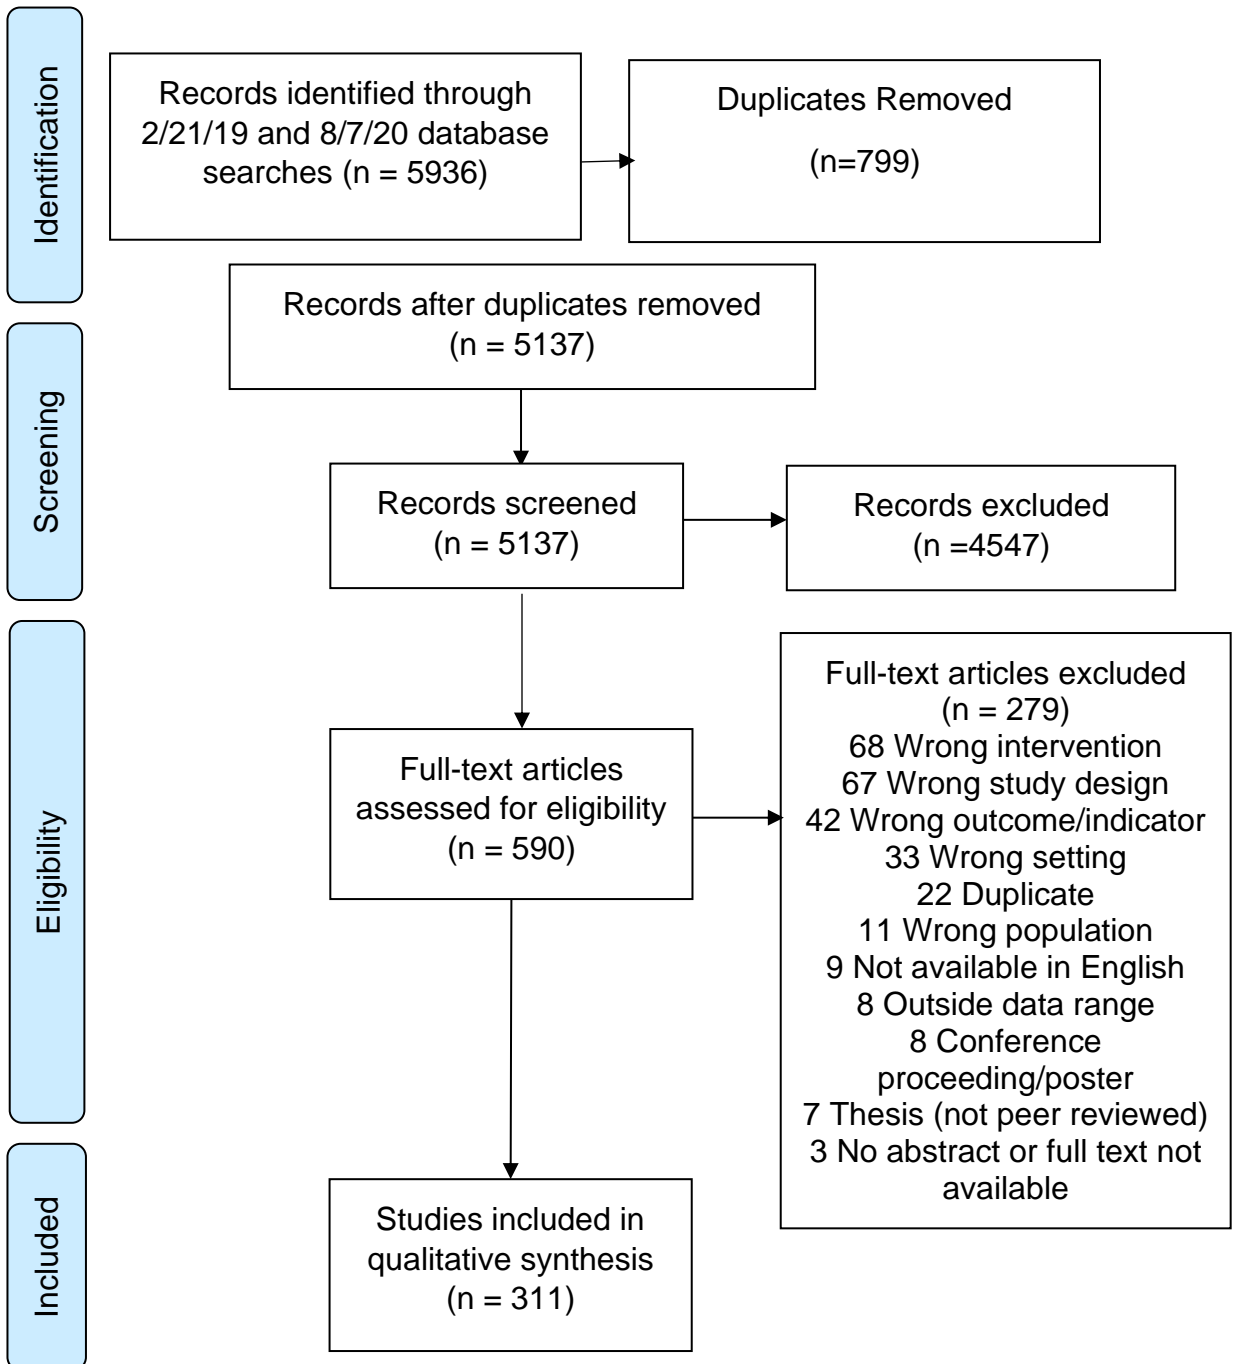 Identification
Records identified through
2/21/19 and 8/7/20 database
searches (n = 5936)
Duplicates Removed
(n=799)
Records after duplicates removed
(n = 5137)
Screening
Records screened
(n = 5137)
Records excluded
(n =4547)
Eligibility
Full-text articles
assessed for eligibility
(n = 590)
Full-text articles excluded
(n = 279)
68 Wrong intervention
67 Wrong study design
42 Wrong outcome/indicator
33 Wrong setting
22 Duplicate
11 Wrong population
9 Not available in English
8 Outside data range
8 Conference
proceeding/poster
7 Thesis (not peer reviewed)
3 No abstract or full text not
available
Included
Studies included in
qualitative synthesis
(n = 311)